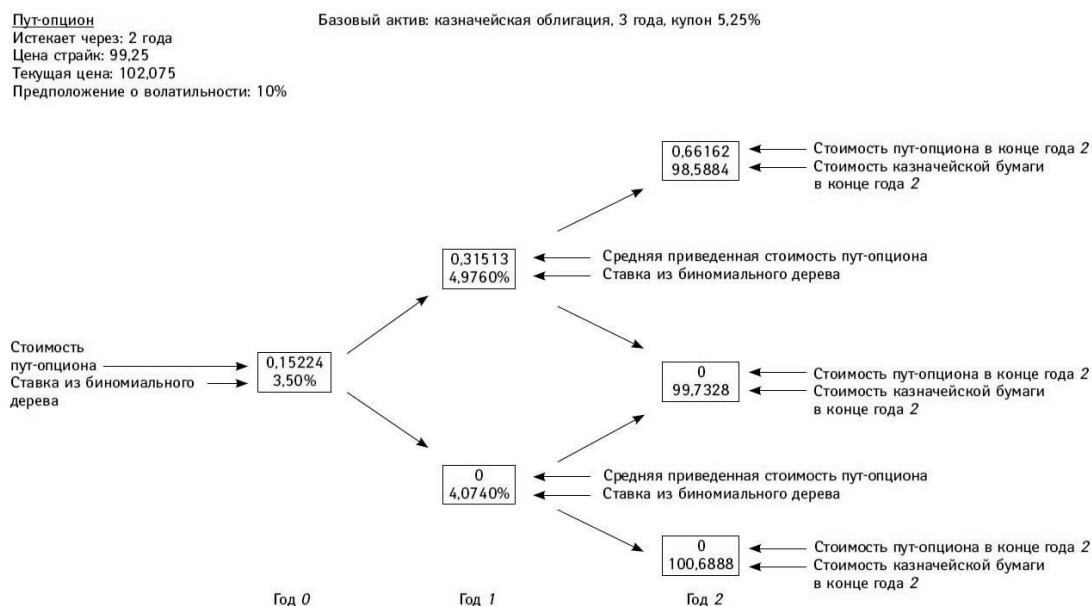 Пут-опцион
Истекает через: 2 года
Цена страйк: 99,25
Текущая цена: 102,075
Предположение о волатильности: 10%
Базовый актив: казначейская облигация, 3 года, купон 5,25%
0,66162
98,5884
Стоимость пут-опциона в конце года 2
Стоимость казначейской бумаги
в конце года 2
0,31513
4,9760%
Средняя приведенная стоимость пут-опциона
Ставка из биномиального дерева
Стоимость
пут-опциона
Ставка из биномиального
дерева
0,15224
3,50%
0
99,7328
Стоимость пут-опциона в конце года 2
Стоимость казначейской бумаги
в конце года 2
0
4,0740%
Средняя приведенная стоимость пут-опциона
Ставка из биномиального дерева
0
100,6888
Стоимость пут-опциона в конце года 2
Стоимость казначейской бумаги
в конце года 2
Год 0
Год 1
Год 2